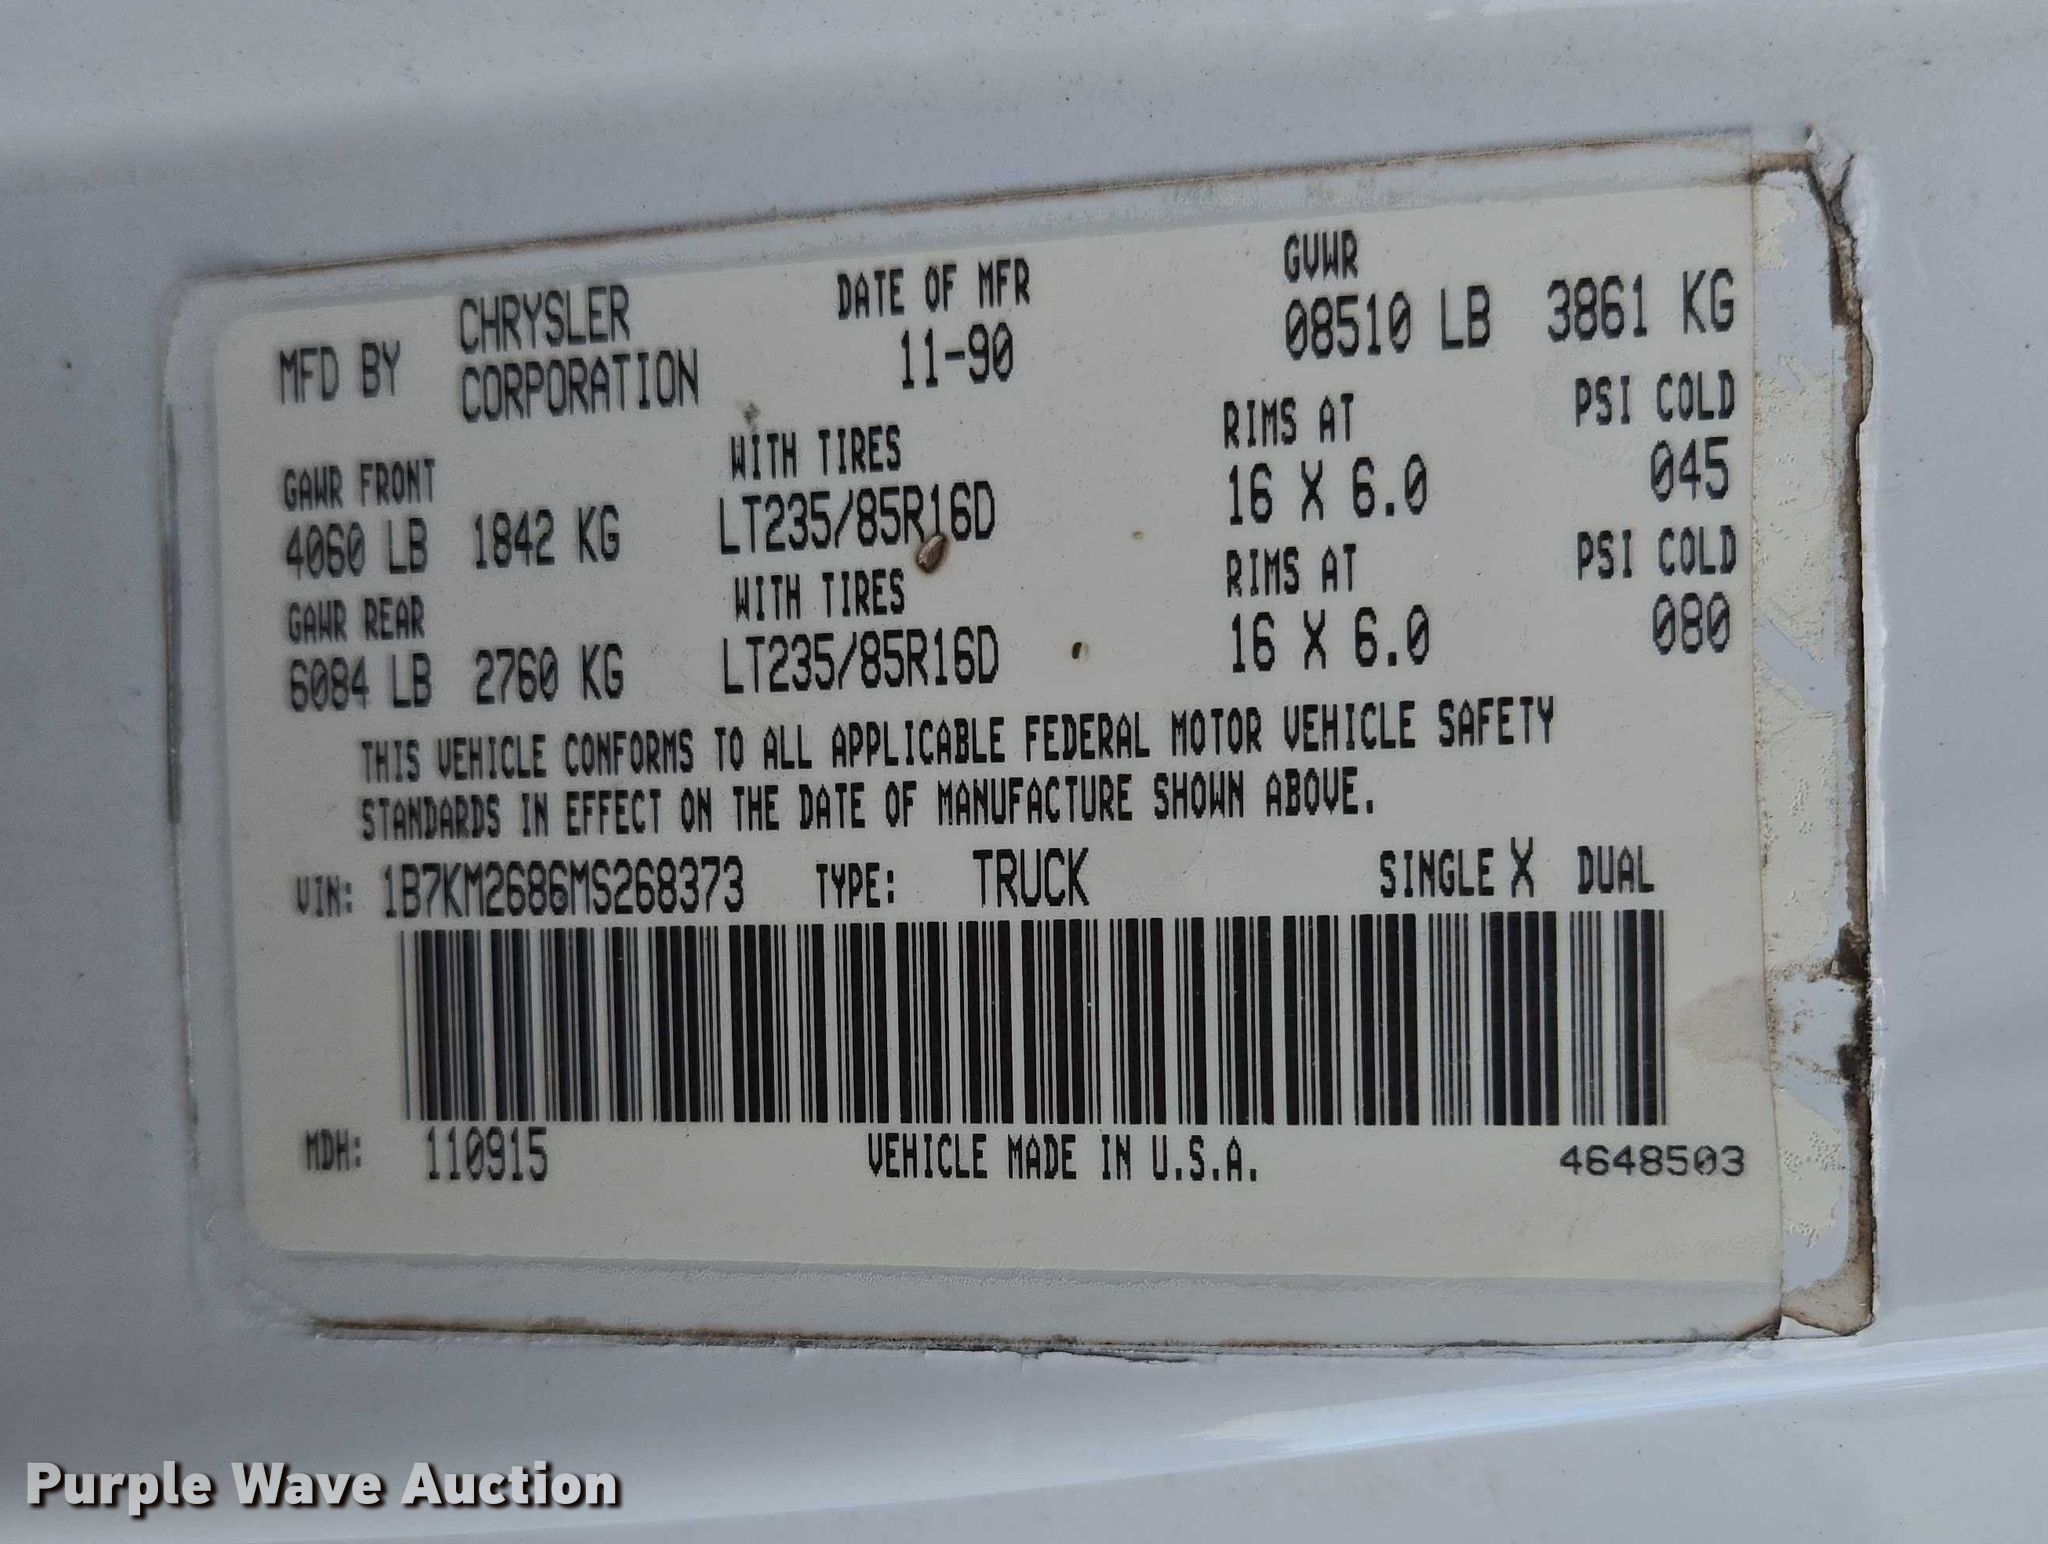 MFD BY CHRYSLER CORPORATION
DATE OF MFR
11-90
GVWR
08510 LB 3861 KG
GAWR FRONT WITH TIRES RIMS AT PSI COLD
4060 LB 1842 KG LT235/85R16D 16 X 6.0 045
GAWR REAR WITH TIRES RIMS AT PSI COLD
6084 LB 2760 KG LT235/85R16D 16 X 6.0 080
THIS VEHICLE CONFORMS TO ALL APPLICABLE FEDERAL MOTOR VEHICLE SAFETY
STANDARDS IN EFFECT ON THE DATE OF MANUFACTURE SHOWN ABOVE.
VIN: 1B7KM2686MS268373 TYPE: TRUCK SINGLE X DUAL
MDH: 110915 VEHICLE MADE IN U.S.A. 4648503
Purple Wave Auction